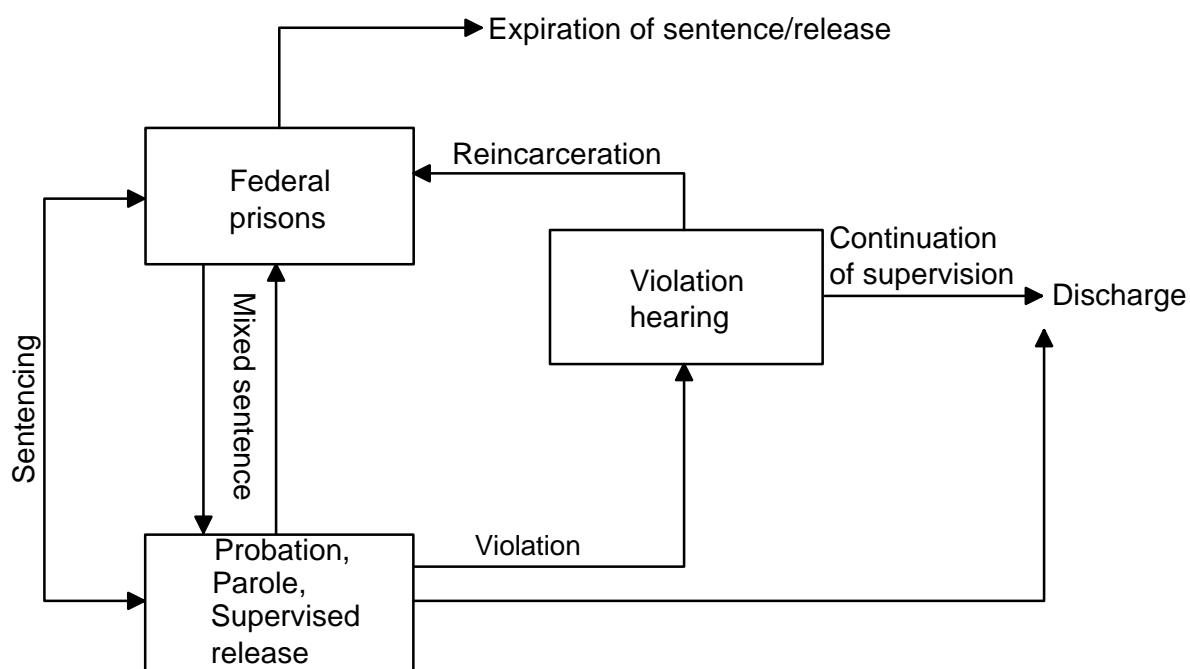 Expiration of sentence/release
Reincarceration
Federal
prisons
Continuation
of supervision
Violation
hearing
Discharge
Mixed sentence
Sentencing
Violation
Probation,
Parole,
Supervised
release